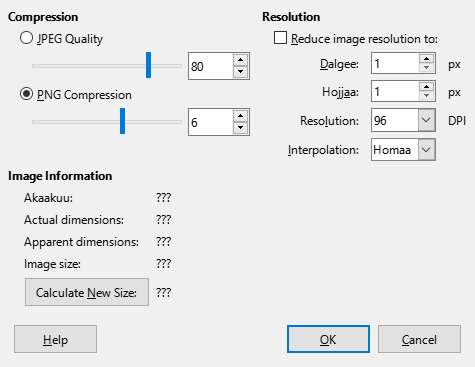 Compression
JPEG Quality
80
PNG Compression
6
Resolution
Reduce image resolution to:
Dalgee: 1 px
Hojjaa: 1 px
Resolution: 96 DPI
Interpolation: Homaa
Image Information
Akaakuu: ???
Actual dimensions: ???
Apparent dimensions: ???
Image size: ???
Calculate New Size: ???
Help OK Cancel